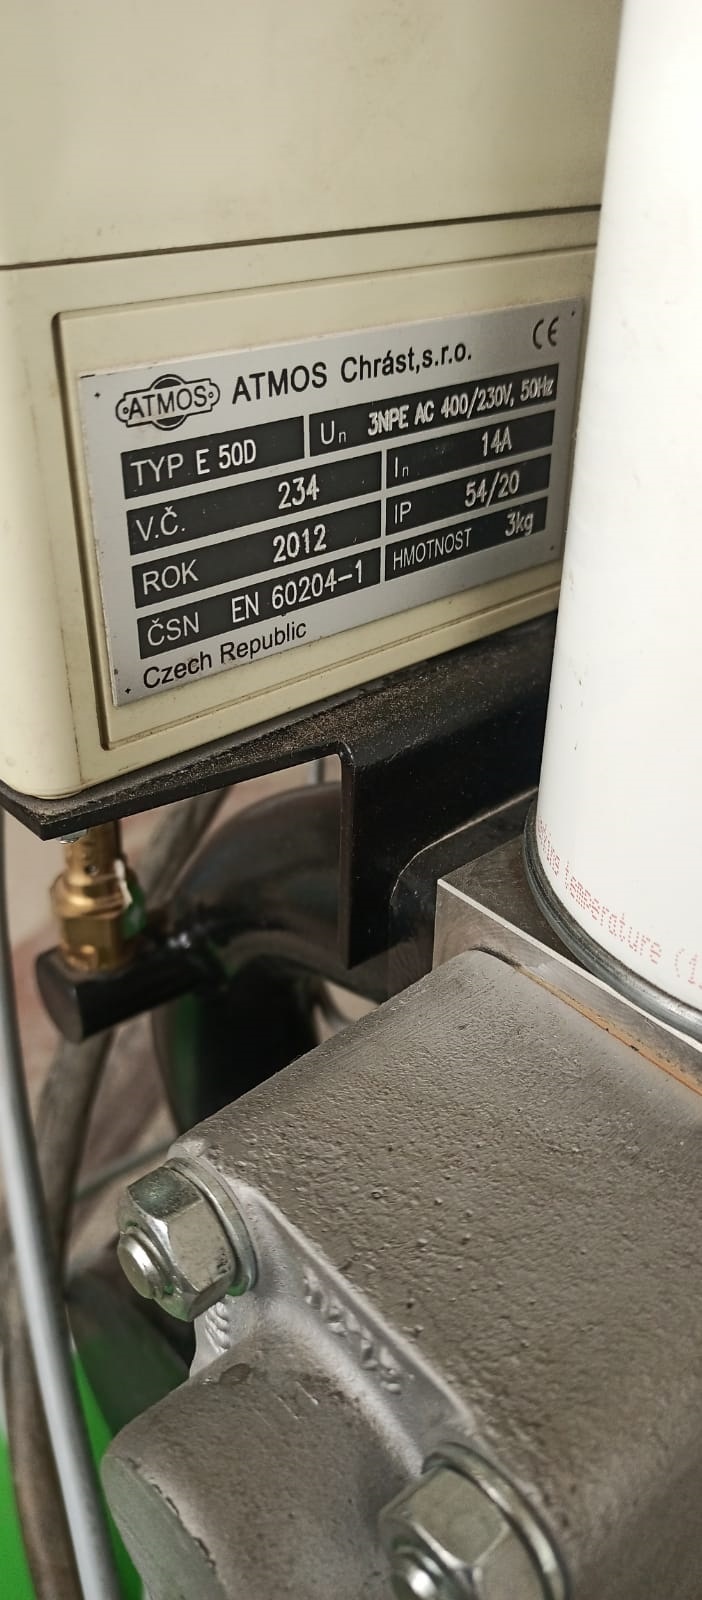 ATMOS ATMOS Chrást,s.r.o. CE
TYP E 50D Un 3NPE AC 400/230V, 50Hz
V.Č. 234 In 14A
ROK 2012 IP 54/20
ČSN EN 60204-1 HMOTNOST 3kg
Czech Republic
temperature